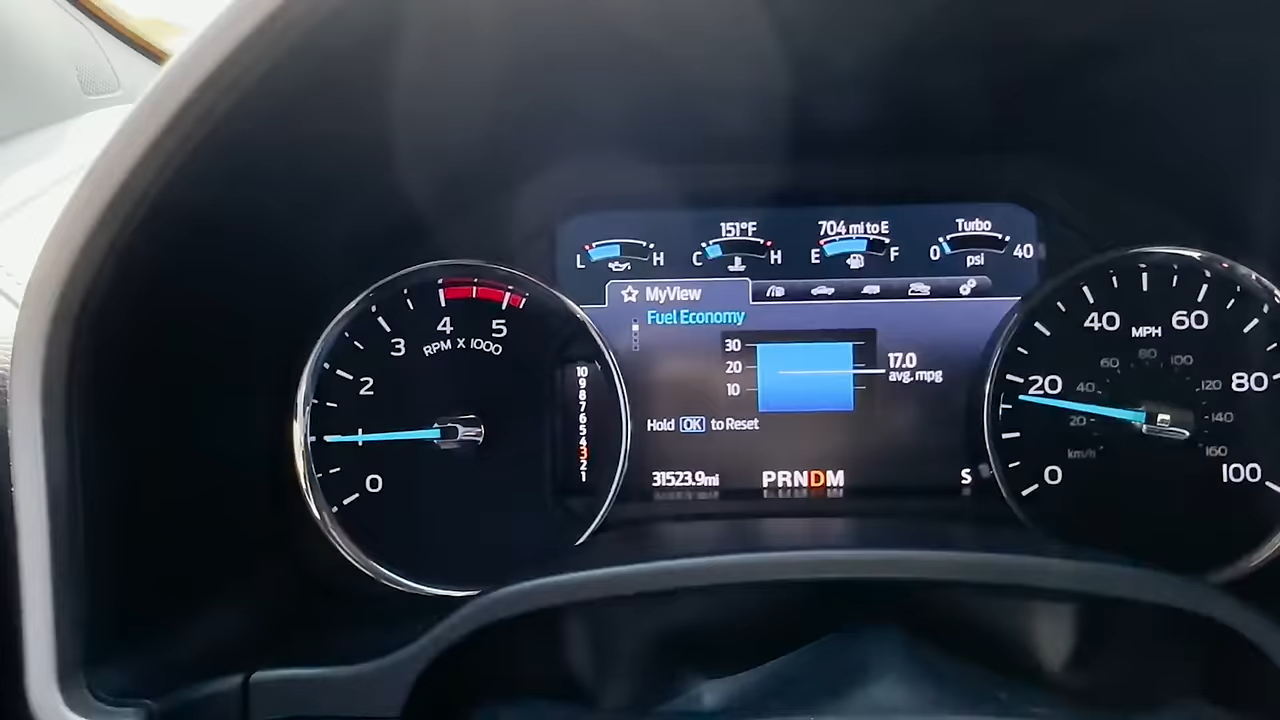 151°F
704 mi to E
Turbo
L H
C H
E F
0 40
psi
MyView
Fuel Economy
30
20
10
17.0
avg. mpg
Hold OK to Reset
31523.9mi
PRNDM
S
0
2
3
4
5
RPM X 1000
10
9
8
7
6
5
4
3
2
1
0
20
40
60
80
100
MPH
20
40
60
80
100
120
140
160
km/h